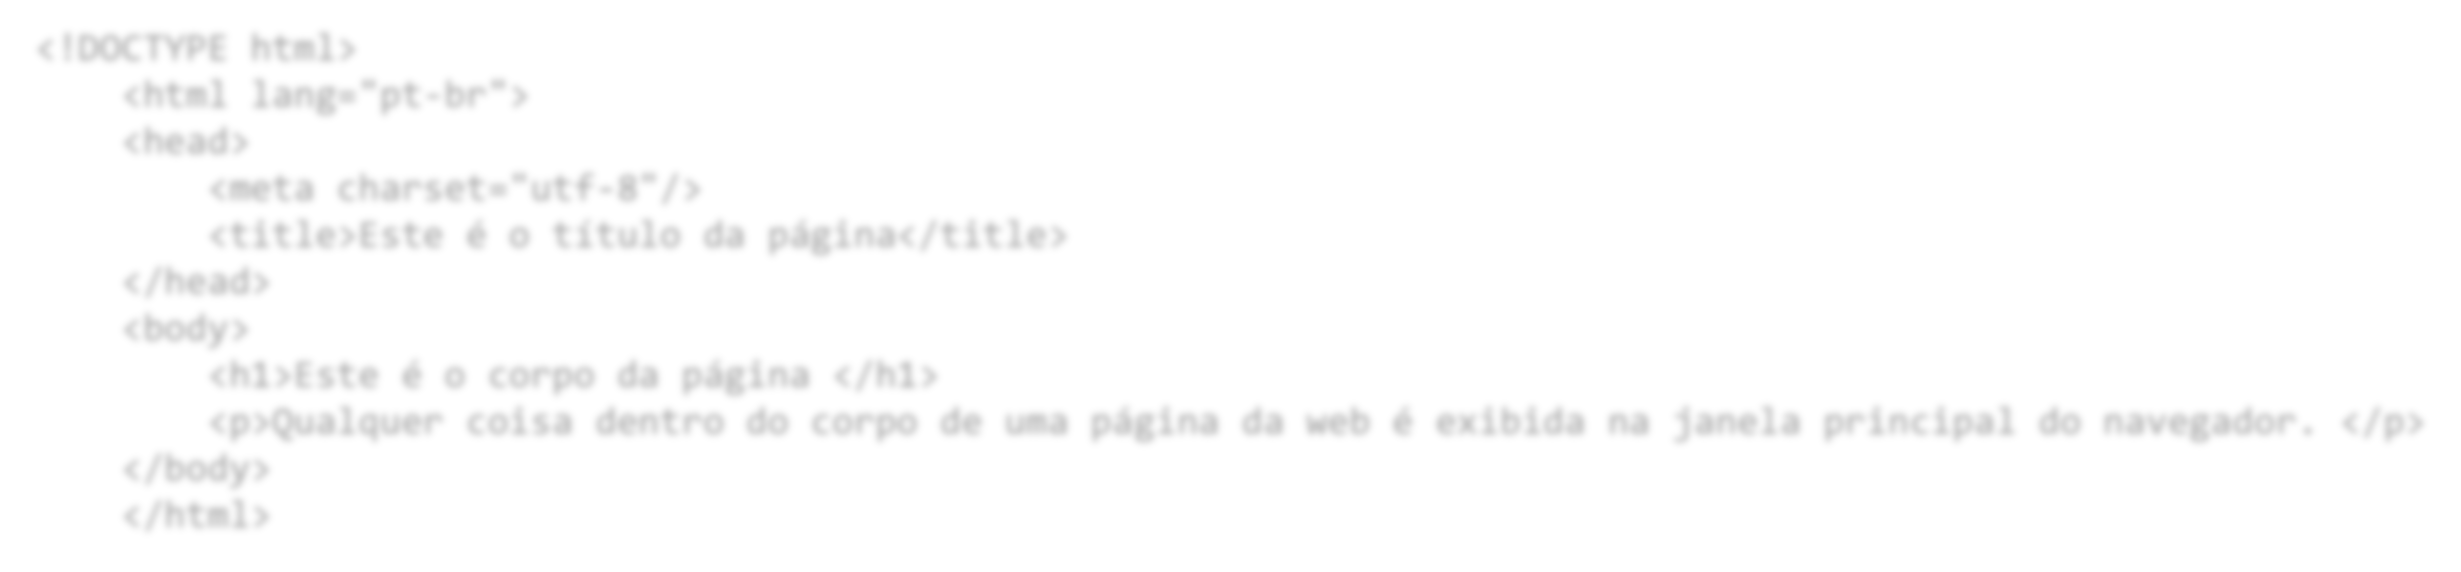 <!DOCTYPE html>
<html lang="pt-br">
<head>
<meta charset="utf-8"/>
<title>Este é o título da página</title>
</head>
<body>
<h1>Este é o corpo da página </h1>
<p>Qualquer coisa dentro do corpo de uma página da web é exibida na janela principal do navegador. </p>
</body>
</html>